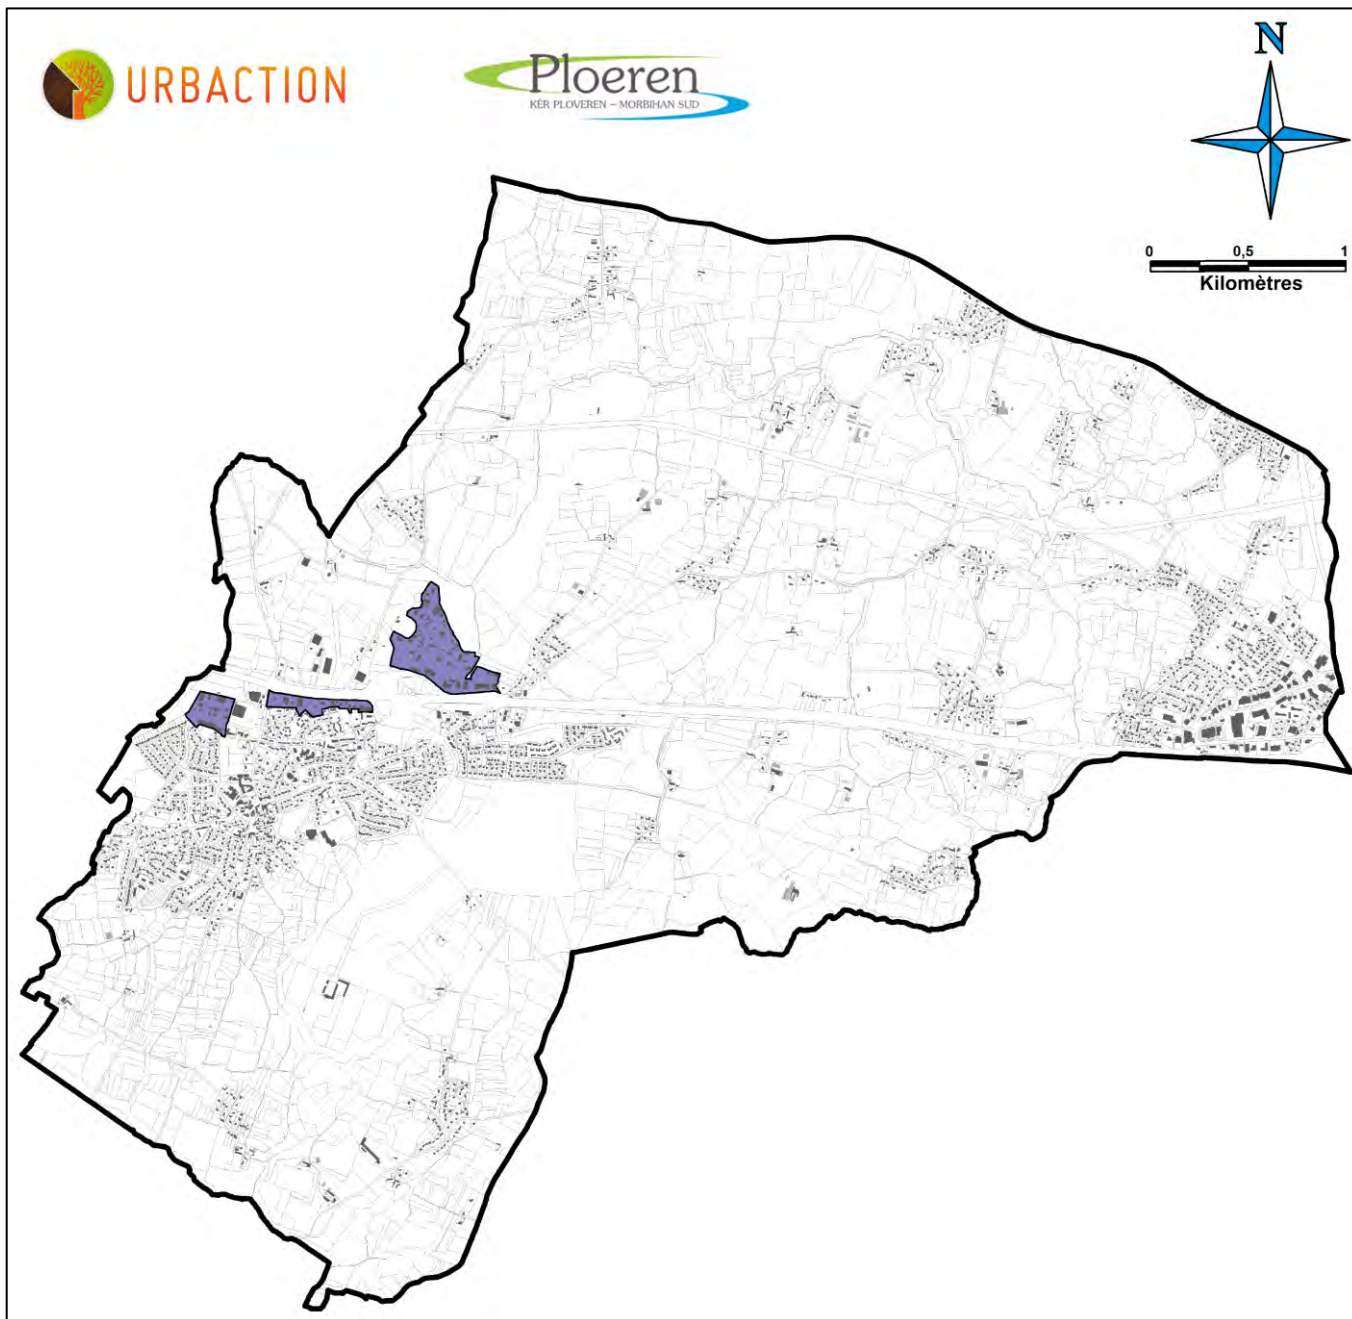 URBACTION
Ploeren
KÊR PLOVEREN – MORBIHAN SUD
N
0 0,5 1
Kilomètres